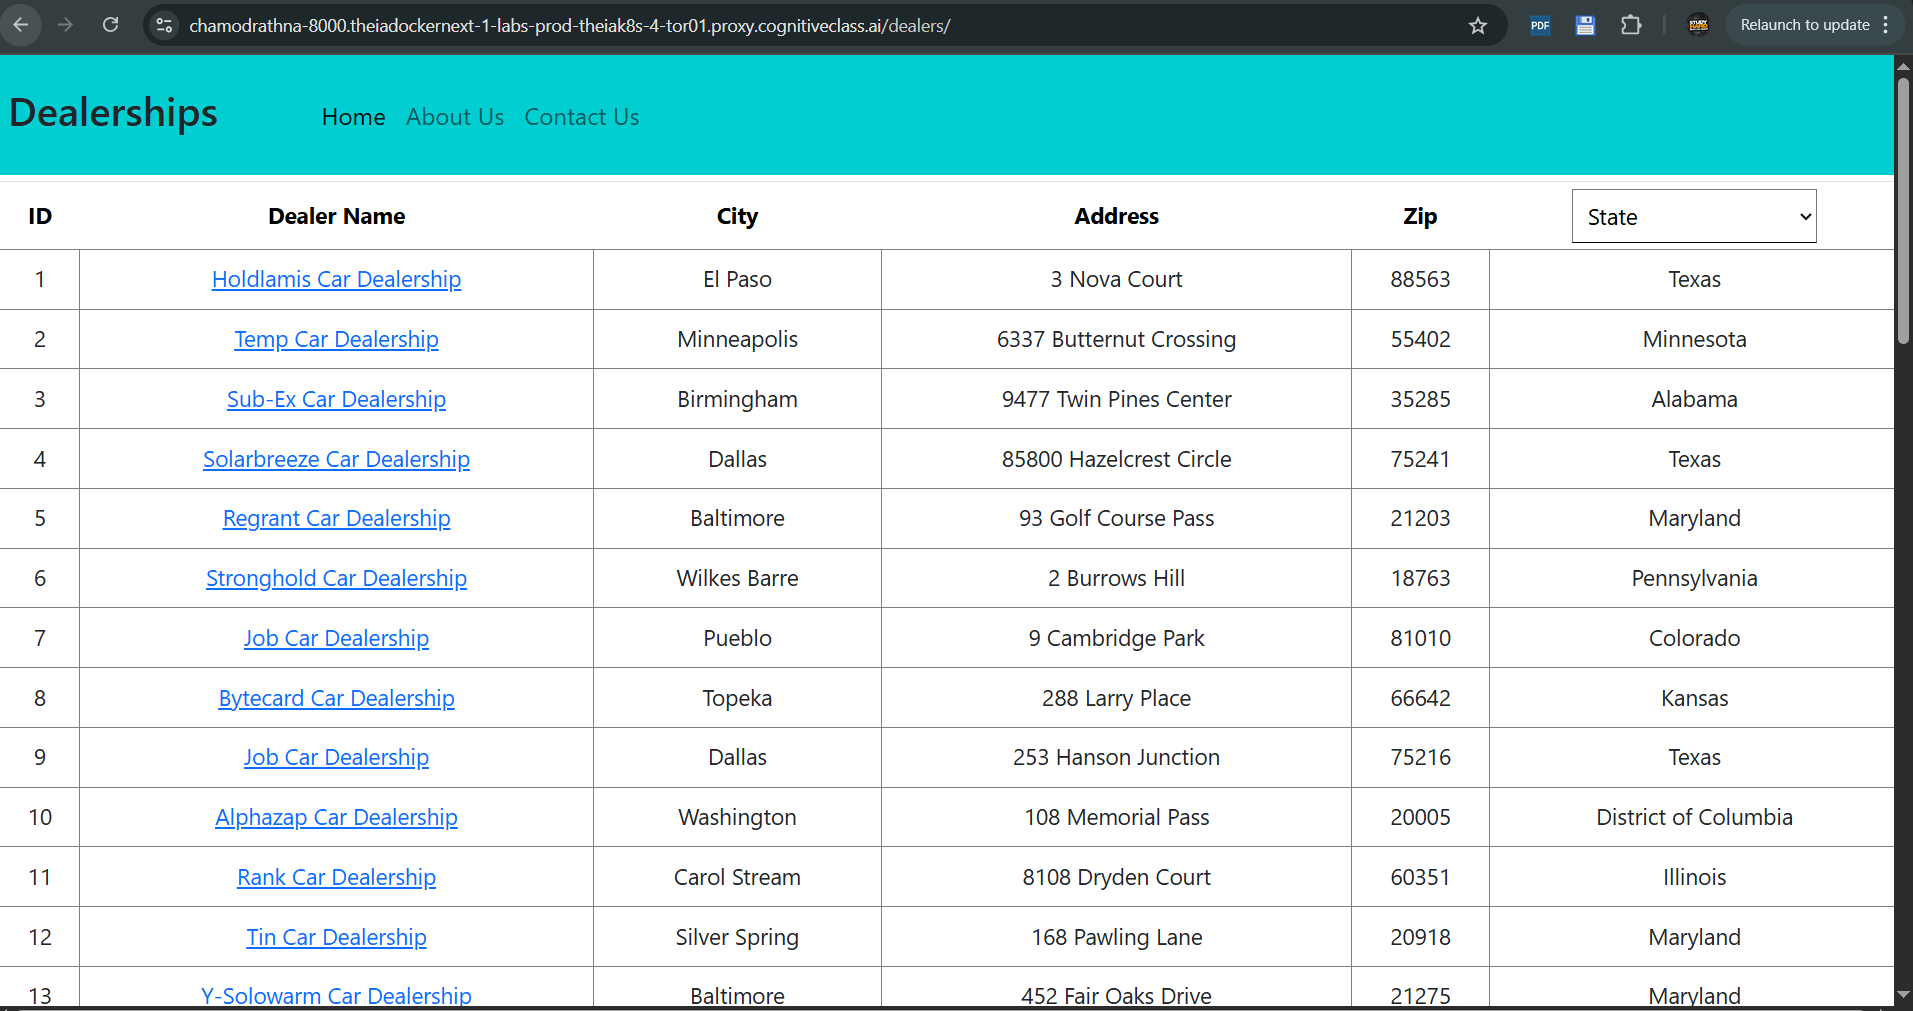 chamodrathna-8000.theiadockernext-1-labs-prod-theiak8s-4-tor01.proxy.cognitiveclass.ai/dealers/ PDF Relaunch to update
Dealerships Home About Us Contact Us
ID Dealer Name City Address Zip State
1 Holdlamis Car Dealership El Paso 3 Nova Court 88563 Texas
2 Temp Car Dealership Minneapolis 6337 Butternut Crossing 55402 Minnesota
3 Sub-Ex Car Dealership Birmingham 9477 Twin Pines Center 35285 Alabama
4 Solarbreeze Car Dealership Dallas 85800 Hazelcrest Circle 75241 Texas
5 Regrant Car Dealership Baltimore 93 Golf Course Pass 21203 Maryland
6 Stronghold Car Dealership Wilkes Barre 2 Burrows Hill 18763 Pennsylvania
7 Job Car Dealership Pueblo 9 Cambridge Park 81010 Colorado
8 Bytecard Car Dealership Topeka 288 Larry Place 66642 Kansas
9 Job Car Dealership Dallas 253 Hanson Junction 75216 Texas
10 Alphazap Car Dealership Washington 108 Memorial Pass 20005 District of Columbia
11 Rank Car Dealership Carol Stream 8108 Dryden Court 60351 Illinois
12 Tin Car Dealership Silver Spring 168 Pawling Lane 20918 Maryland
13 Y-Solowarm Car Dealership Baltimore 452 Fair Oaks Drive 21275 Maryland